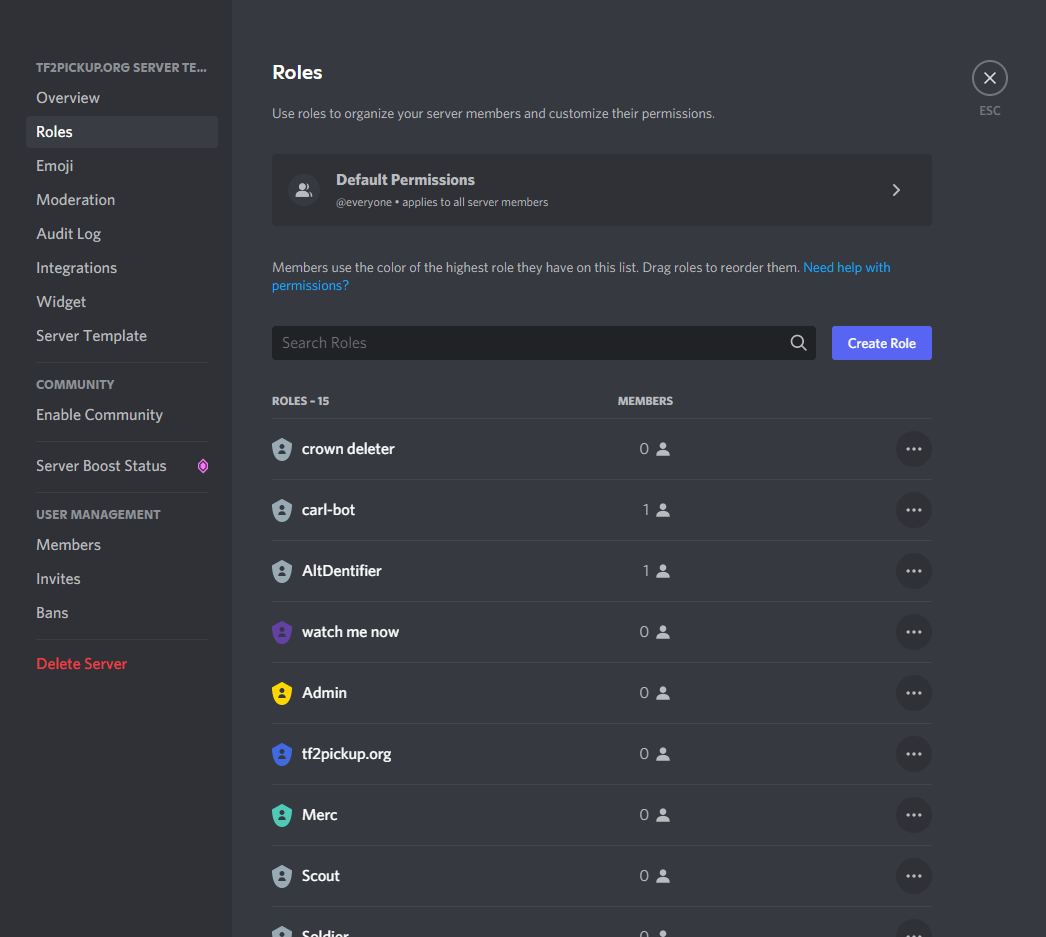 TF2PICKUP.ORG SERVER TE...
Overview
Roles
Emoji
Moderation
Audit Log
Integrations
Widget
Server Template
COMMUNITY
Enable Community
Server Boost Status
USER MANAGEMENT
Members
Invites
Bans
Delete Server
Roles
ESC
Use roles to organize your server members and customize their permissions.
Default Permissions
@everyone • applies to all server members
Members use the color of the highest role they have on this list. Drag roles to reorder them. Need help with
permissions?
Search Roles
Create Role
ROLES – 15 MEMBERS
crown deleter 0
carl-bot 1
AltDentifier 1
watch me now 0
Admin 0
tf2pickup.org 0
Merc 0
Scout 0
Soldier 0